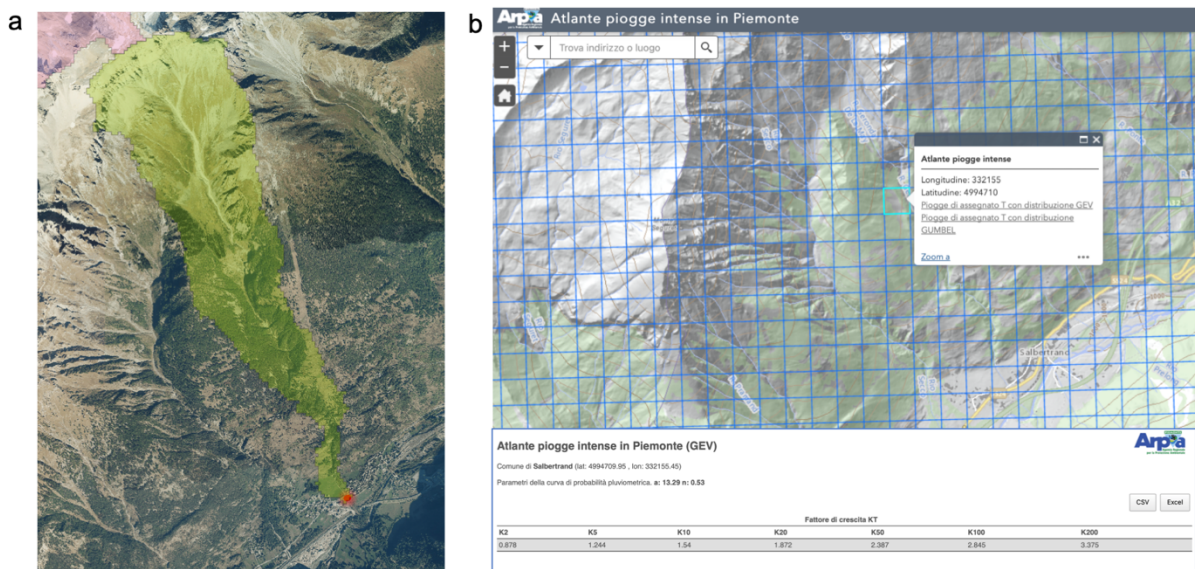 a
b
Arpa Atlante piogge intense in Piemonte
+
Trova indirizzo o luogo
−
Atlante piogge intense
Longitudine: 332155
Latitudine: 4994710
Piogge di assegnato T con distribuzione GEV
Piogge di assegnato T con distribuzione
GUMBEL
Zoom a
Salbertrand
Atlante piogge intense in Piemonte (GEV)
Arpa
Comune di Salbertrand (lat: 4994709.95 , lon: 332155.45)
Parametri della curva di probabilità pluviometrica. a: 13.29 n: 0.53
CSV Excel
Fattore di crescita KT
K2 K5 K10 K20 K50 K100 K200
0.878 1.244 1.54 1.872 2.387 2.845 3.375